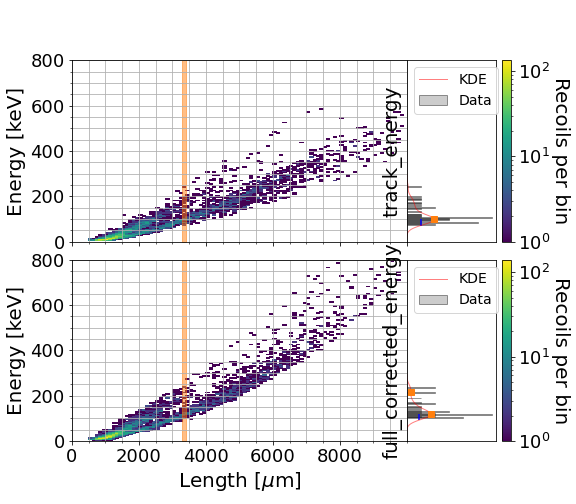 800
600
400
200
0
Energy [keV]
track_energy
KDE
Data
10²
10¹
10⁰
Recoils per bin
800
600
400
200
0
Energy [keV]
full_corrected_energy
KDE
Data
10²
10¹
10⁰
Recoils per bin
0
2000
4000
6000
8000
Length [μm]